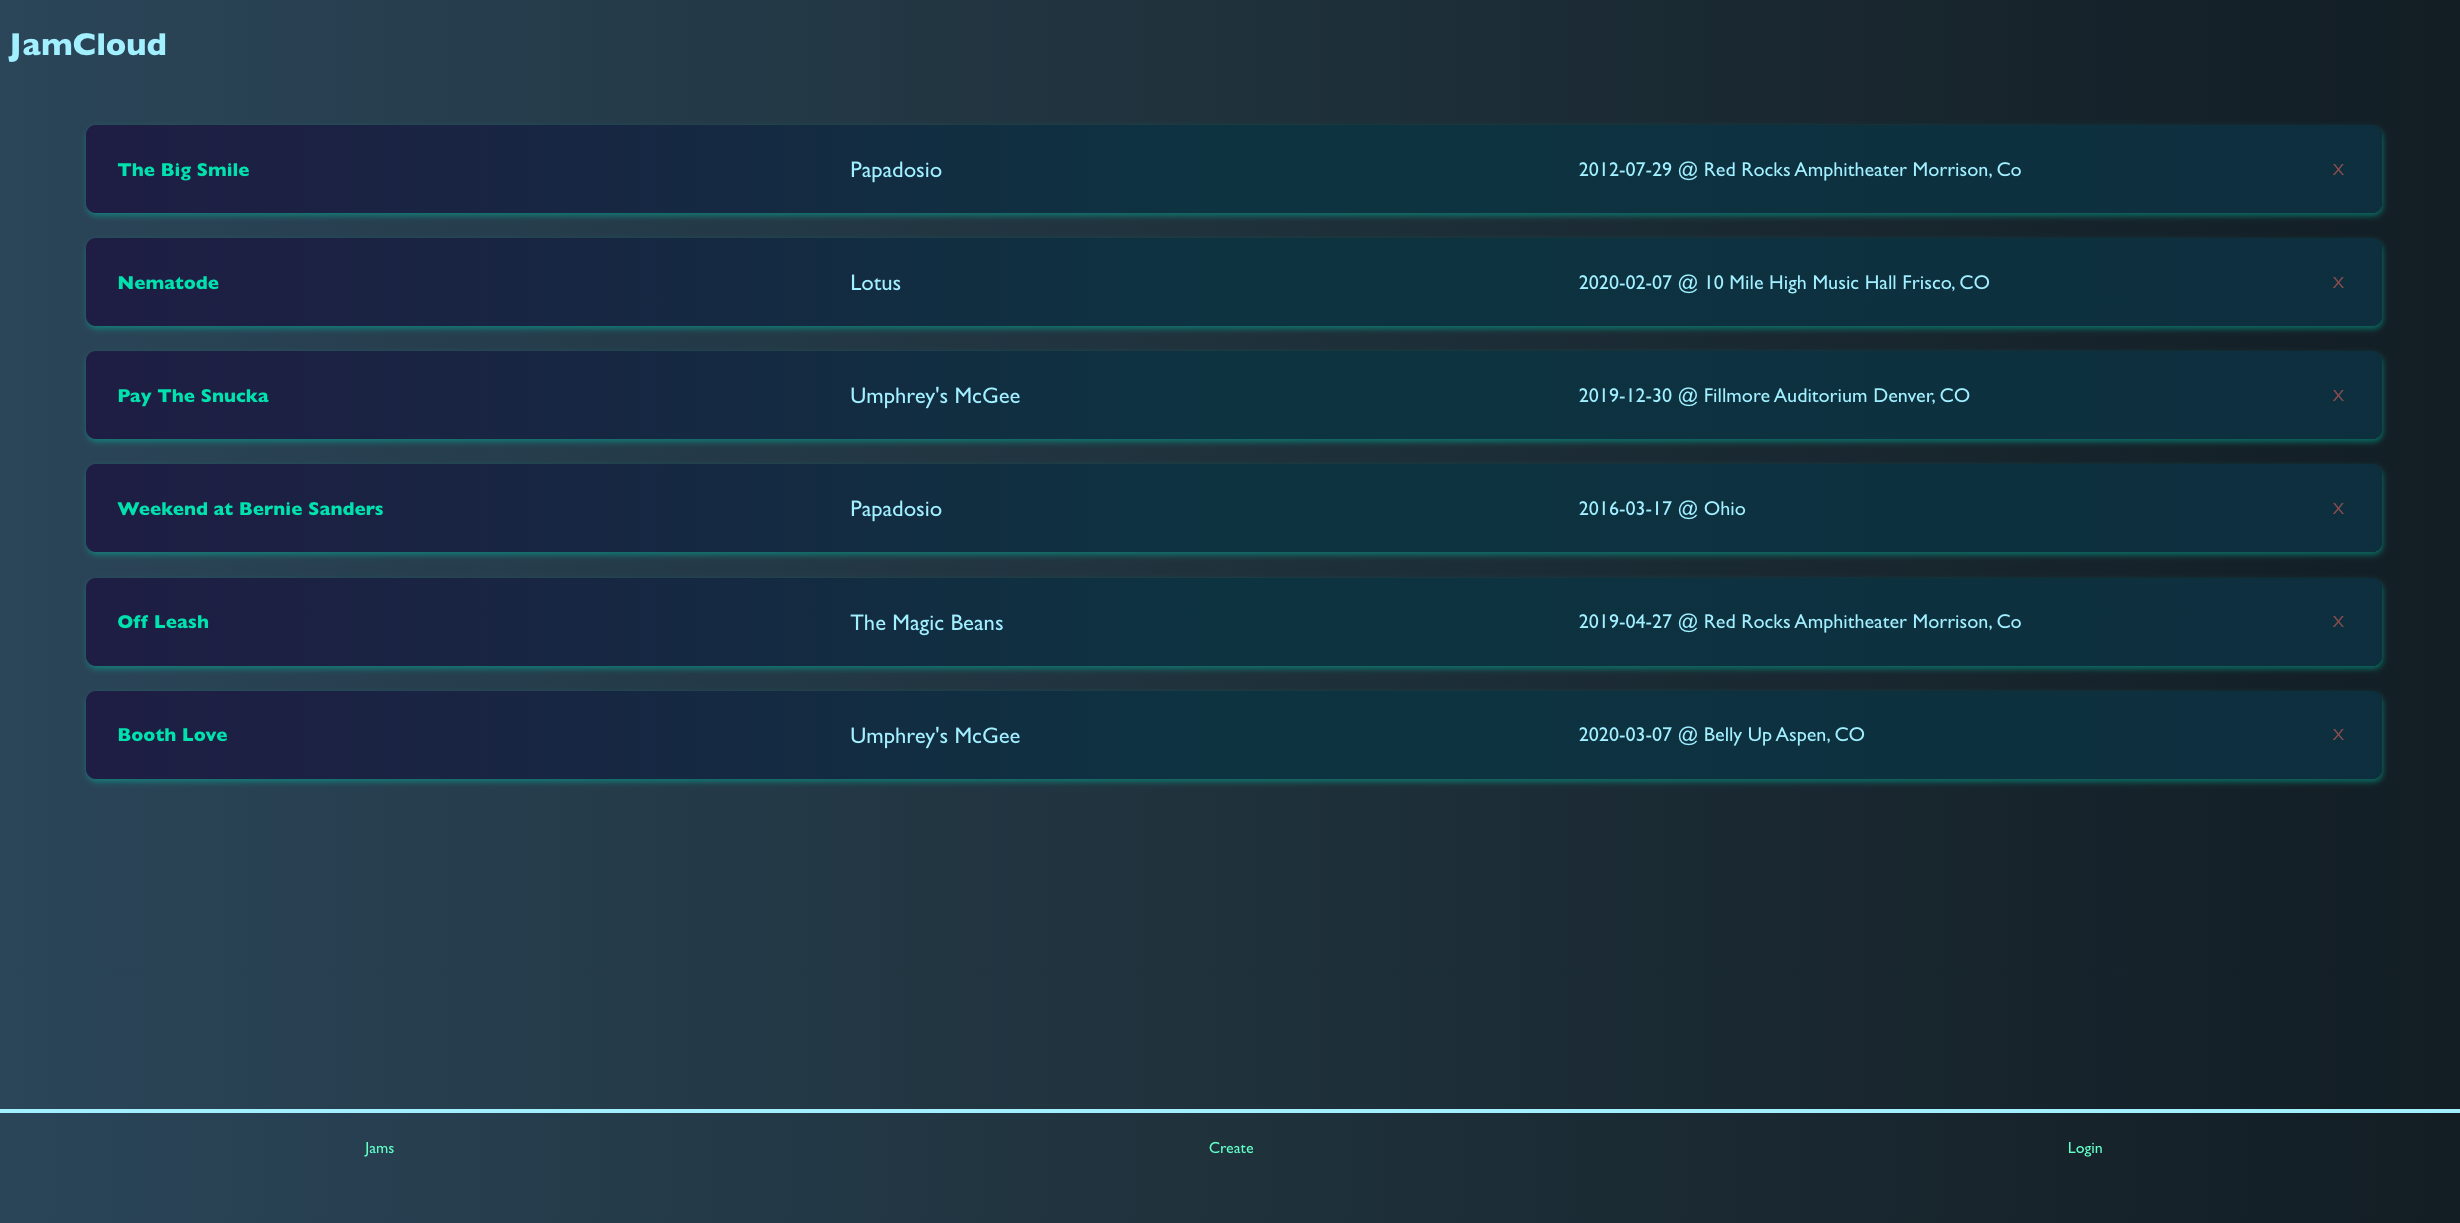 JamCloud
The Big Smile Papadosio 2012-07-29 @ Red Rocks Amphitheater Morrison, Co X
Nematode Lotus 2020-02-07 @ 10 Mile High Music Hall Frisco, CO X
Pay The Snucka Umphrey's McGee 2019-12-30 @ Fillmore Auditorium Denver, CO X
Weekend at Bernie Sanders Papadosio 2016-03-17 @ Ohio X
Off Leash The Magic Beans 2019-04-27 @ Red Rocks Amphitheater Morrison, Co X
Booth Love Umphrey's McGee 2020-03-07 @ Belly Up Aspen, CO X
Jams Create Login